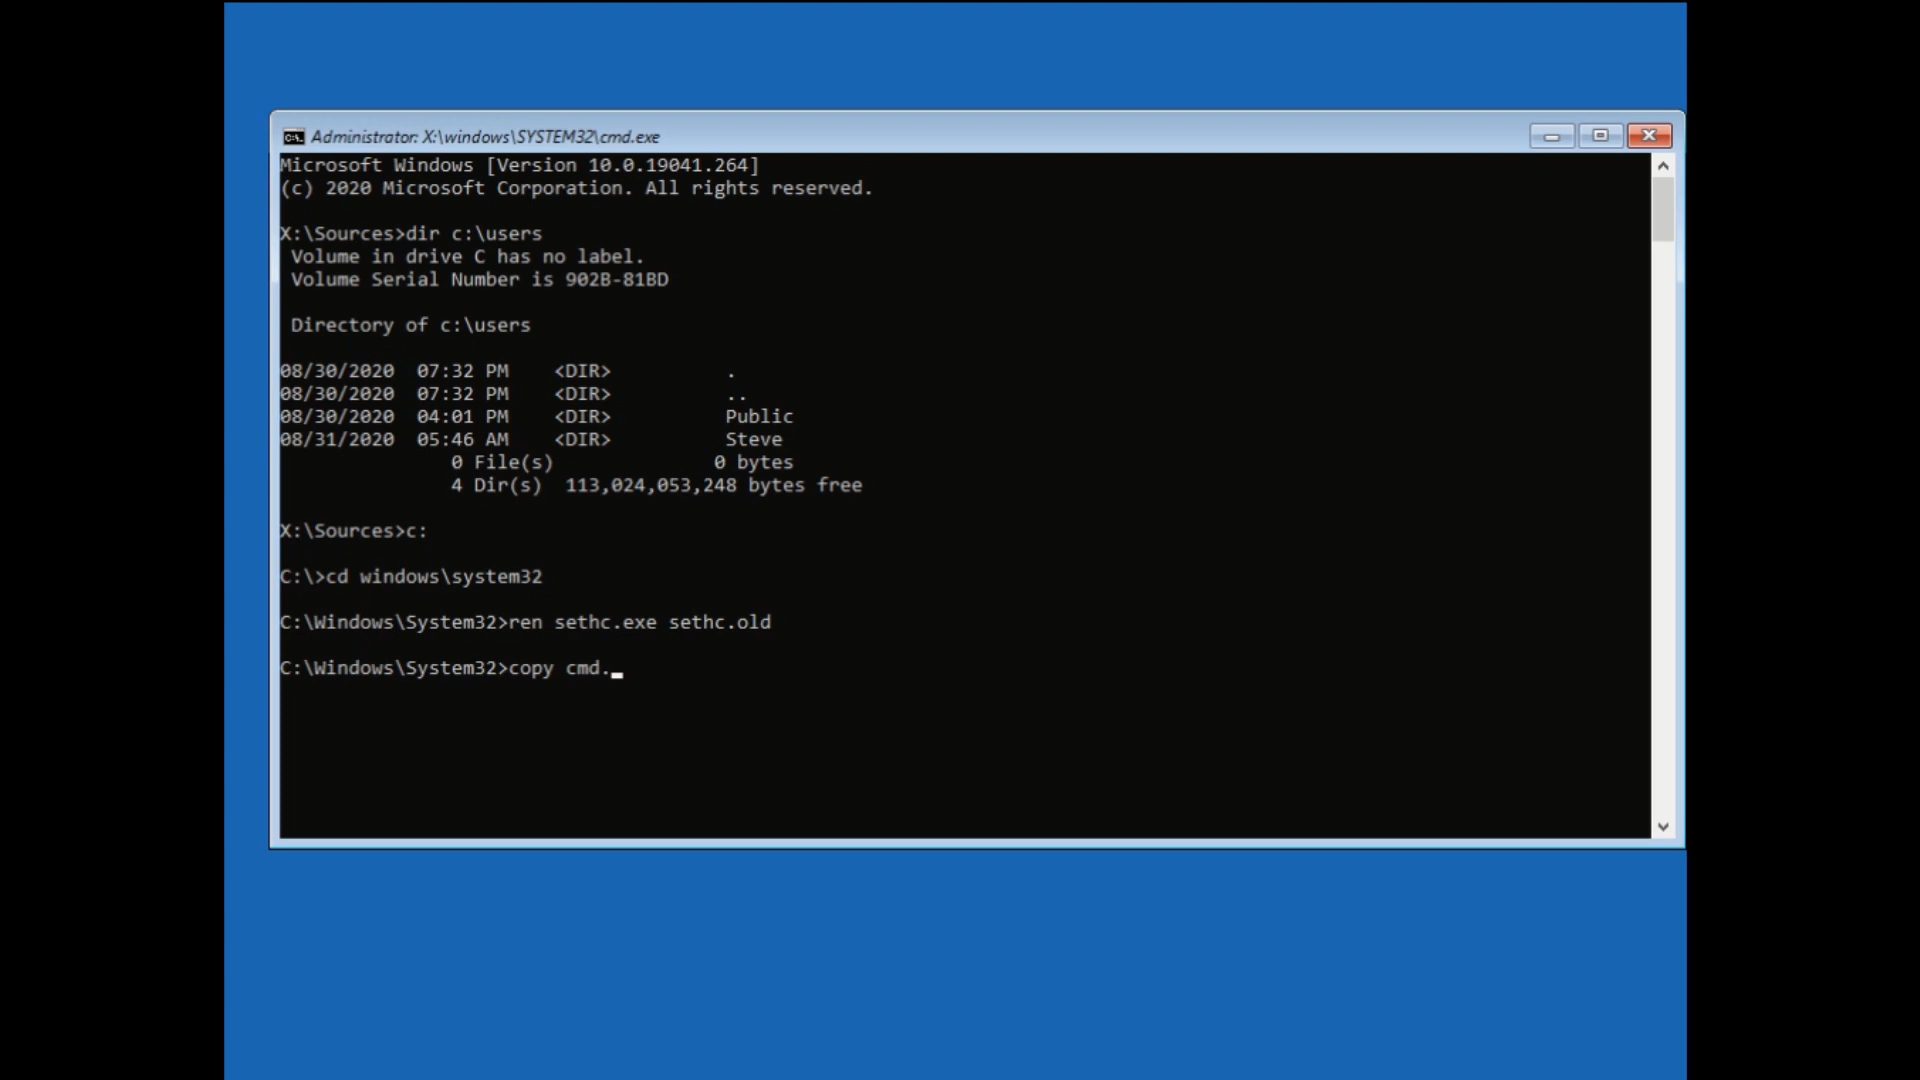 Administrator: X:\windows\SYSTEM32\cmd.exe
Microsoft Windows [Version 10.0.19041.264]
(c) 2020 Microsoft Corporation. All rights reserved.
X:\Sources>dir c:\users
Volume in drive C has no label.
Volume Serial Number is 902B-81BD
Directory of c:\users
08/30/2020  07:32 PM    <DIR>          .
08/30/2020  07:32 PM    <DIR>          ..
08/30/2020  04:01 PM    <DIR>          Public
08/31/2020  05:46 AM    <DIR>          Steve
0 File(s)              0 bytes
4 Dir(s)  113,024,053,248 bytes free
X:\Sources>c:
C:\>cd windows\system32
C:\Windows\System32>ren sethc.exe sethc.old
C:\Windows\System32>copy cmd.